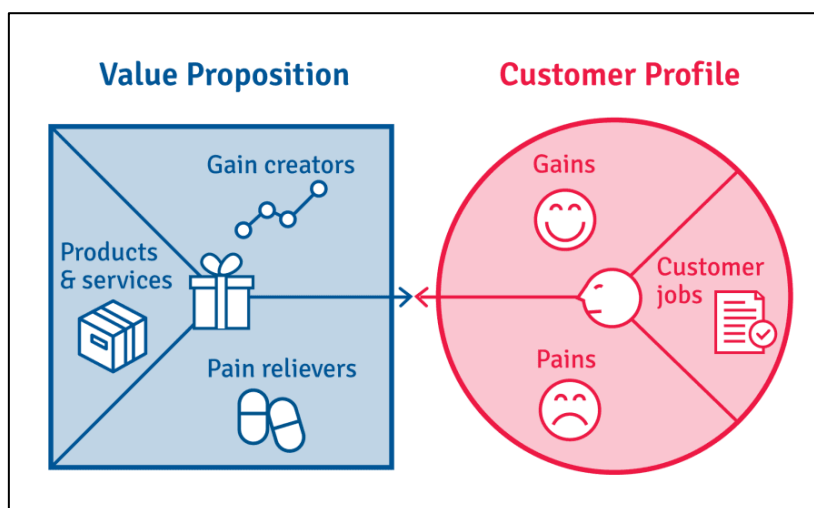 Value Proposition
Customer Profile
Gain creators
Products
& services
Pain relievers
Gains
Customer
jobs
Pains